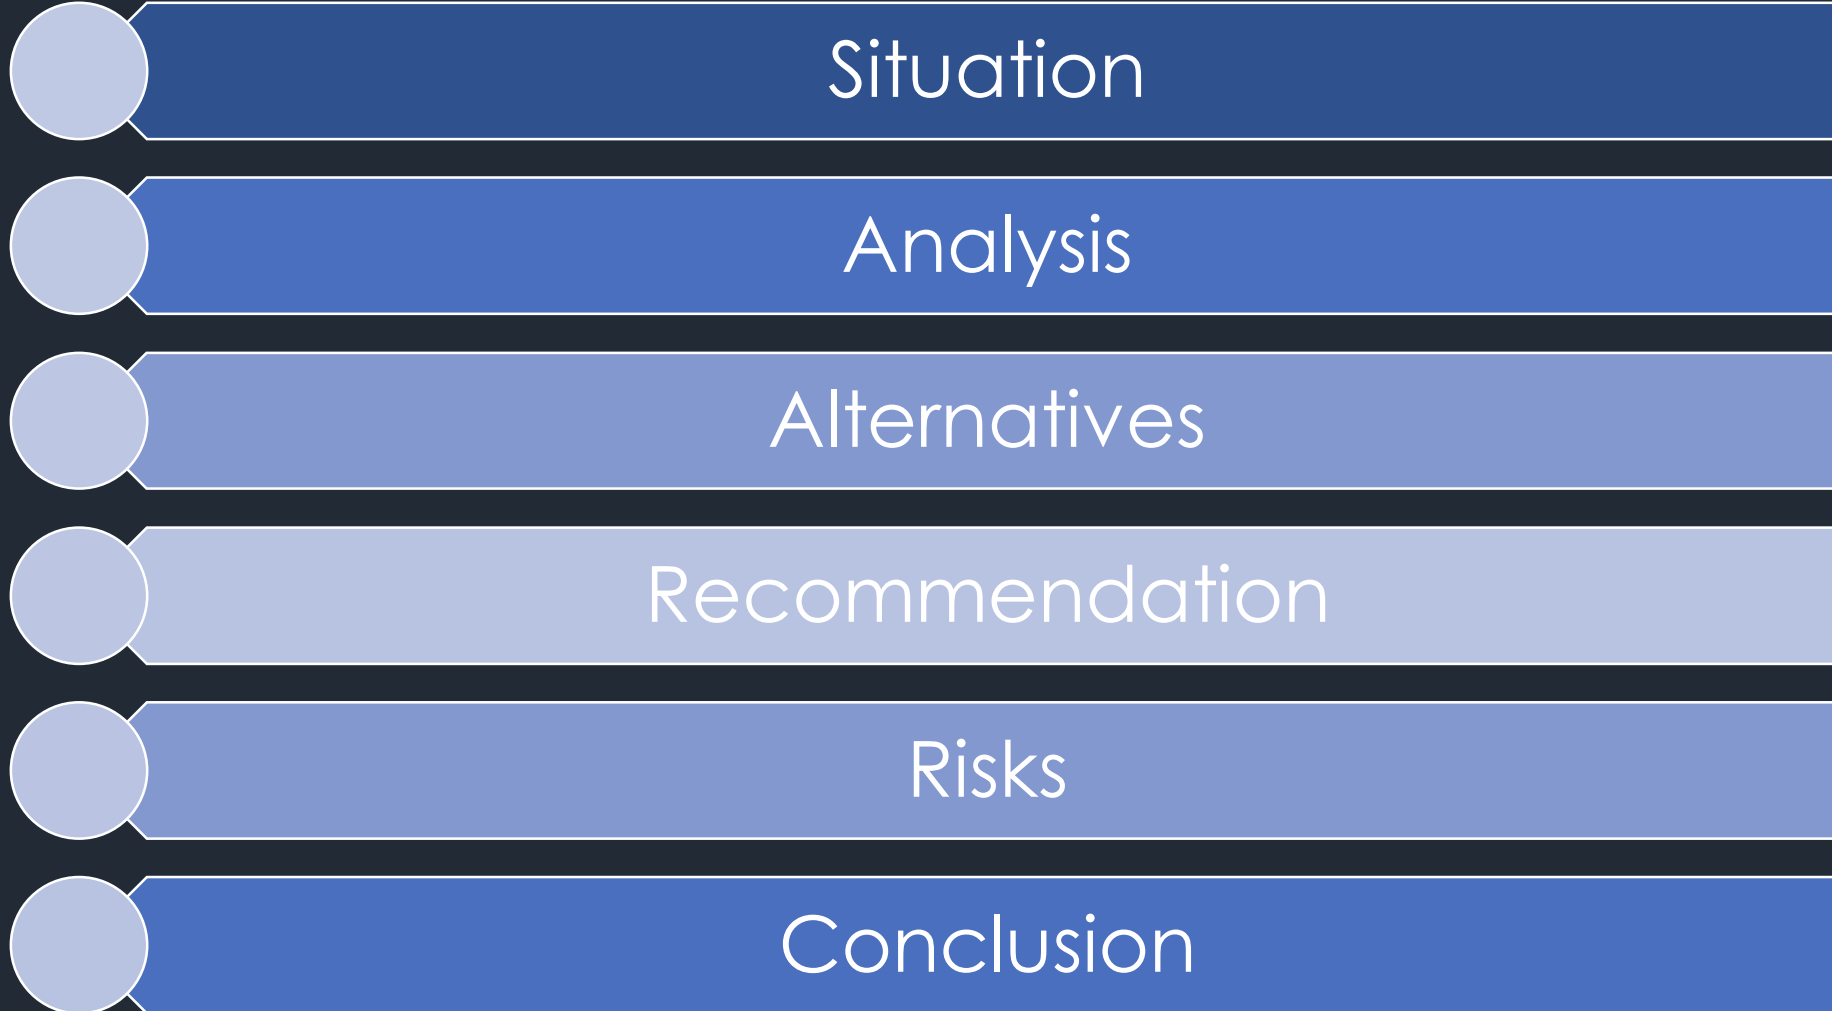 Situation
Analysis
Alternatives
Recommendation
Risks
Conclusion